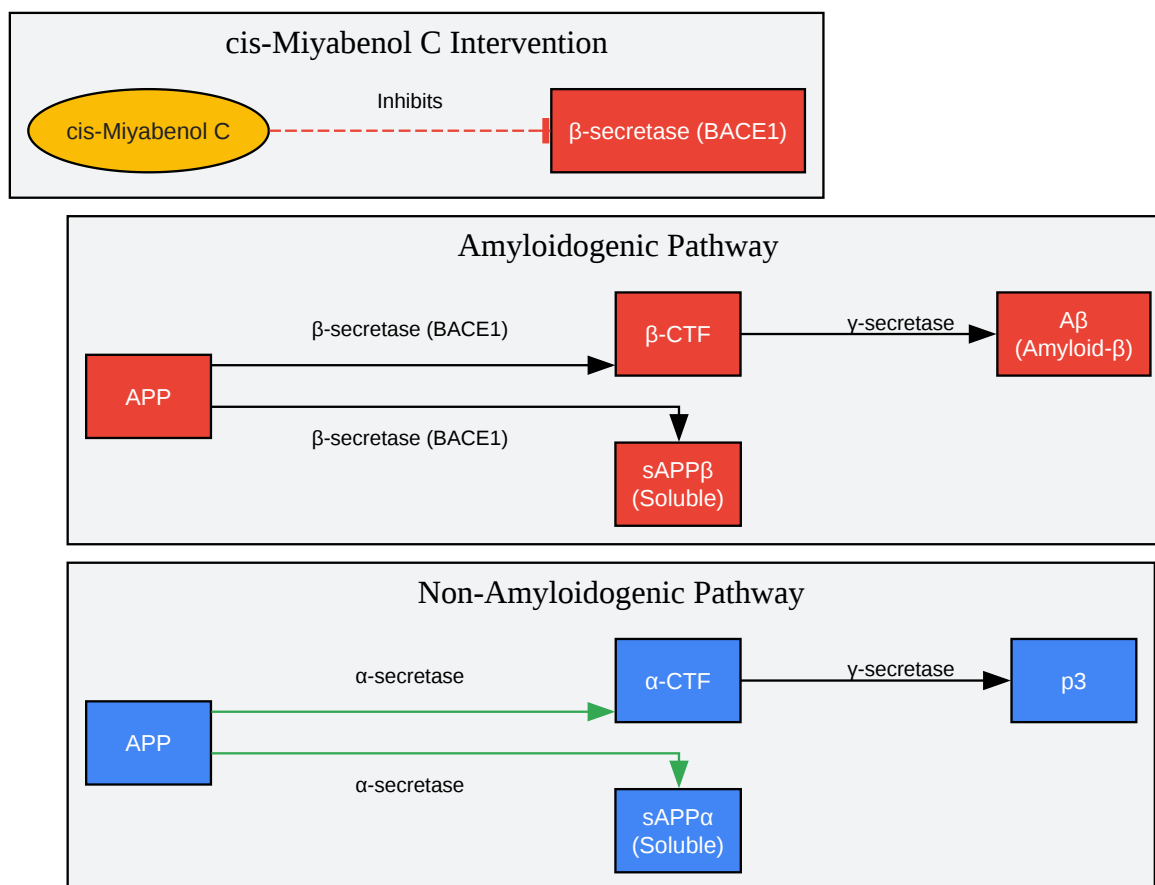 cis-Miyabenol C Intervention
Inhibits
cis-Miyabenol C
β-secretase (BACE1)
Amyloidogenic Pathway
β-secretase (BACE1)
β-CTF
γ-secretase
Aβ
(Amyloid-β)
APP
β-secretase (BACE1)
sAPPβ
(Soluble)
Non-Amyloidogenic Pathway
α-secretase
α-CTF
γ-secretase
p3
APP
α-secretase
sAPPα
(Soluble)